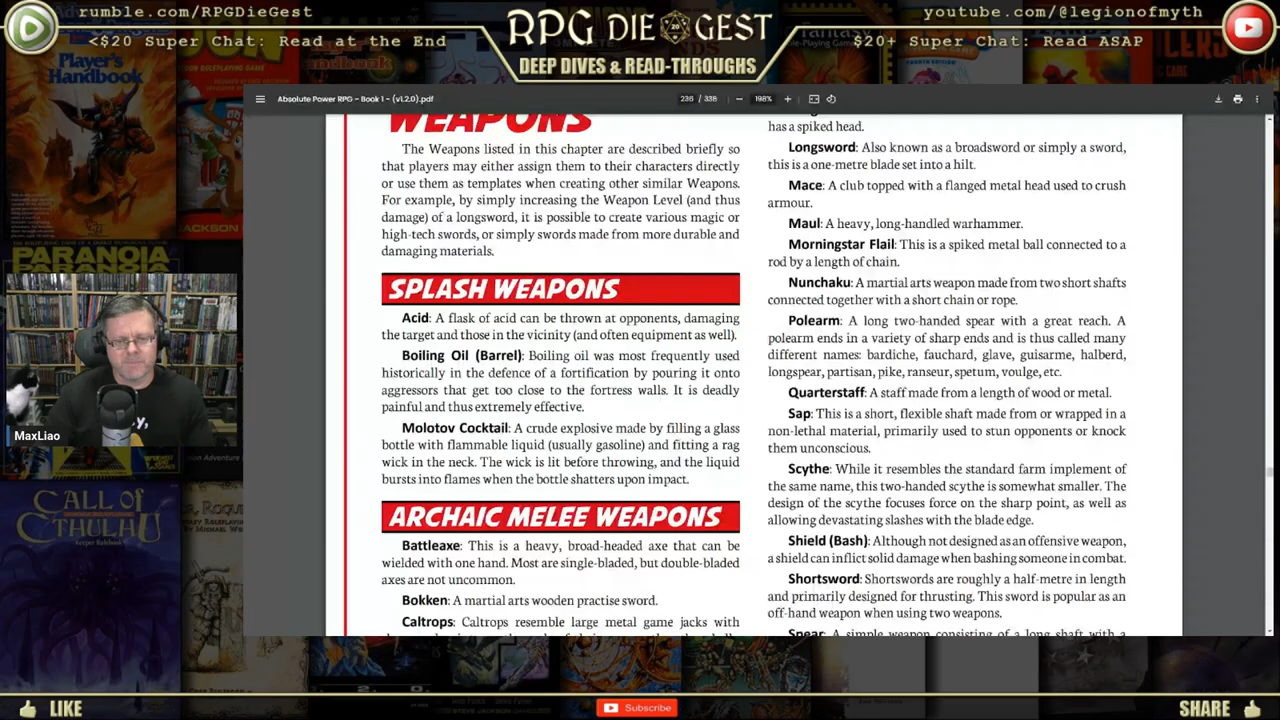 rumble.com/RPGDieGest
<$20 Super Chat: Read at the End
RPG DIE GEST
DEEP DIVES & READ-THROUGHS
youtube.com/@legionofmyth
$20+ Super Chat: Read ASAP
Player's
Handbook
PARANOIA
CALL of
CTHULHU
MaxLiao
Absolute Power RPG – Book 1 - (v1.2.0).pdf
236 / 338
198%
WEAPONS
The Weapons listed in this chapter are described briefly so
that players may either assign them to their characters directly
or use them as templates when creating other similar Weapons.
For example, by simply increasing the Weapon Level (and thus
damage) of a longsword, it is possible to create various magic or
high-tech swords, or simply swords made from more durable and
damaging materials.
SPLASH WEAPONS
Acid: A flask of acid can be thrown at opponents, damaging
the target and those in the vicinity (and often equipment as well).
Boiling Oil (Barrel): Boiling oil was most frequently used
historically in the defence of a fortification by pouring it onto
aggressors that get too close to the fortress walls. It is deadly
painful and thus extremely effective.
Molotov Cocktail: A crude explosive made by filling a glass
bottle with flammable liquid (usually gasoline) and fitting a rag
wick in the neck. The wick is lit before throwing, and the liquid
bursts into flames when the bottle shatters upon impact.
ARCHAIC MELEE WEAPONS
Battleaxe: This is a heavy, broad-headed axe that can be
wielded with one hand. Most are single-bladed, but double-bladed
axes are not uncommon.
Bokken: A martial arts wooden practise sword.
Caltrops: Caltrops resemble large metal game jacks with
has a spiked head.
Longsword: Also known as a broadsword or simply a sword,
this is a one-metre blade set into a hilt.
Mace: A club topped with a flanged metal head used to crush
armour.
Maul: A heavy, long-handled warhammer.
Morningstar Flail: This is a spiked metal ball connected to a
rod by a length of chain.
Nunchaku: A martial arts weapon made from two short shafts
connected together with a short chain or rope.
Polearm: A long two-handed spear with a great reach. A
polearm ends in a variety of sharp ends and is thus called many
different names: bardiche, fauchard, glave, guisarme, halberd,
longspear, partisan, pike, ranseur, spetum, voulge, etc.
Quarterstaff: A staff made from a length of wood or metal.
Sap: This is a short, flexible shaft made from or wrapped in a
non-lethal material, primarily used to stun opponents or knock
them unconscious.
Scythe: While it resembles the standard farm implement of
the same name, this two-handed scythe is somewhat smaller. The
design of the scythe focuses force on the sharp point, as well as
allowing devastating slashes with the blade edge.
Shield (Bash): Although not designed as an offensive weapon,
a shield can inflict solid damage when bashing someone in combat.
Shortsword: Shortswords are roughly a half-metre in length
and primarily designed for thrusting. This sword is popular as an
off-hand weapon when using two weapons.
Spear: A simple weapon consisting of a long shaft with a
LIKE
Subscribe
SHARE